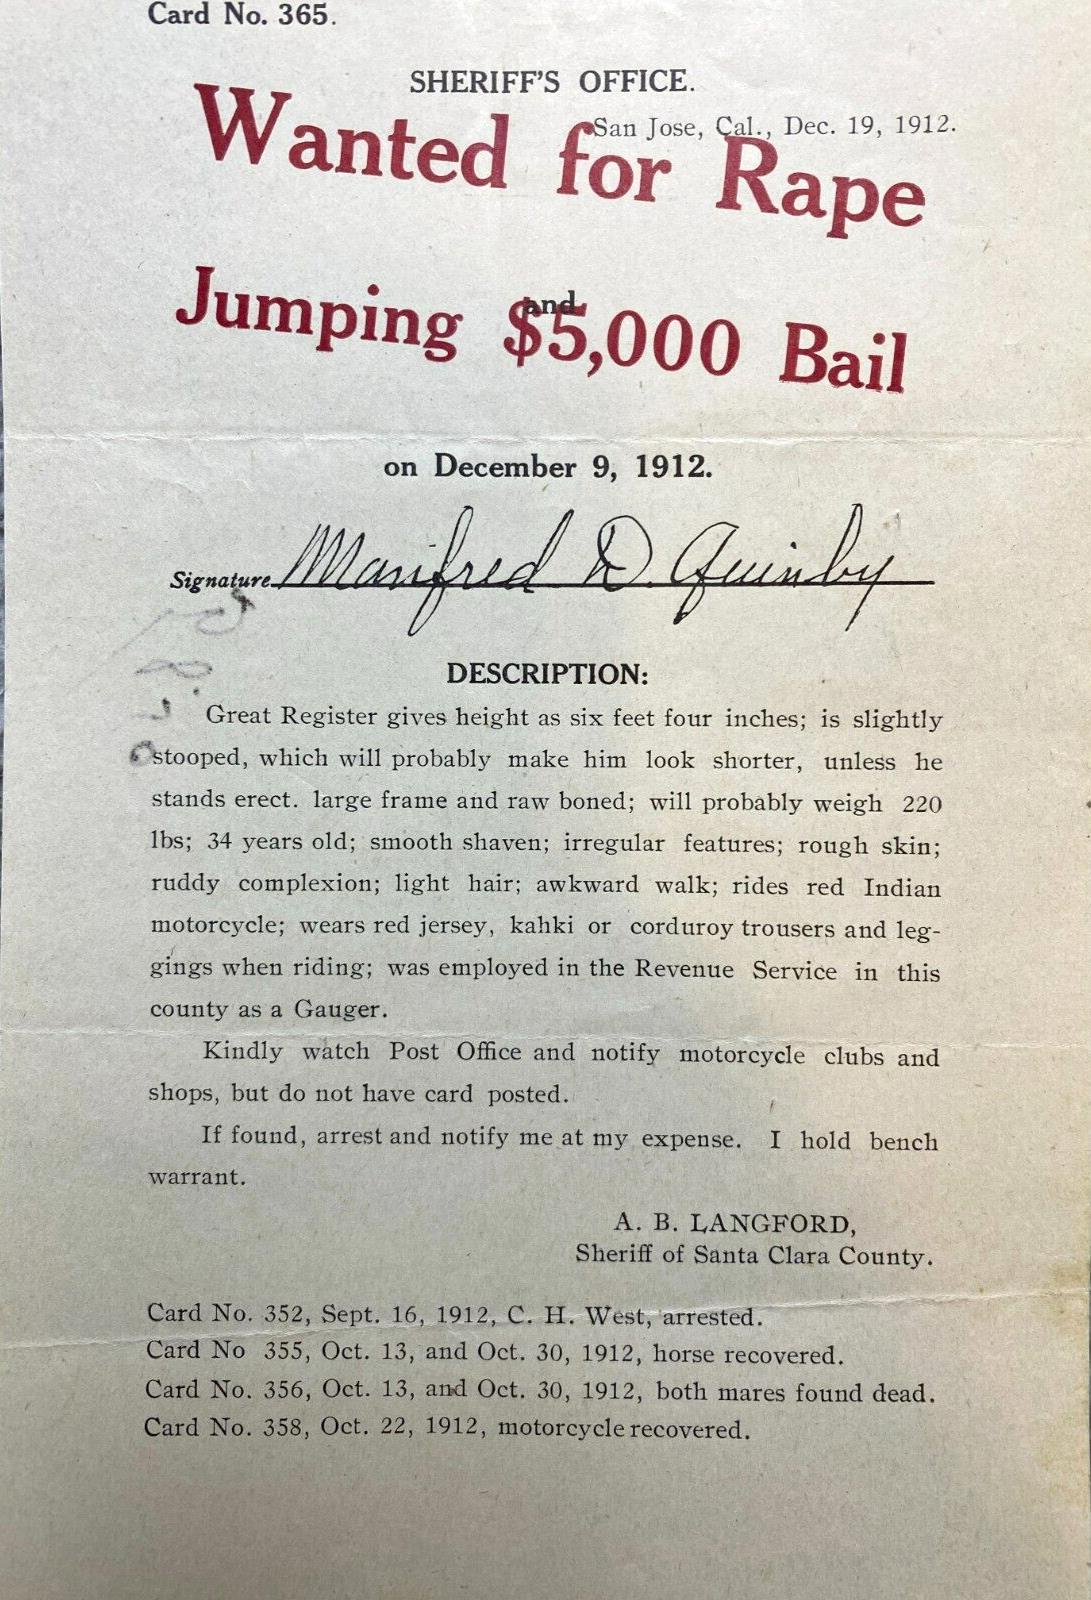 Card No. 365.
SHERIFF'S OFFICE.
San Jose, Cal., Dec. 19, 1912.
Wanted for Rape
and
Jumping $5,000 Bail
on December 9, 1912.
Signature Manfred D. Quinby
DESCRIPTION:
Great Register gives height as six feet four inches; is slightly
stooped, which will probably make him look shorter, unless he
stands erect. large frame and raw boned; will probably weigh 220
lbs; 34 years old; smooth shaven; irregular features; rough skin;
ruddy complexion; light hair; awkward walk; rides red Indian
motorcycle; wears red jersey, kahki or corduroy trousers and leg-
gings when riding; was employed in the Revenue Service in this
county as a Gauger.
Kindly watch Post Office and notify motorcycle clubs and
shops, but do not have card posted.
If found, arrest and notify me at my expense. I hold bench
warrant.
A. B. LANGFORD,
Sheriff of Santa Clara County.
Card No. 352, Sept. 16, 1912, C. H. West, arrested.
Card No 355, Oct. 13, and Oct. 30, 1912, horse recovered.
Card No. 356, Oct. 13, and Oct. 30, 1912, both mares found dead.
Card No. 358, Oct. 22, 1912, motorcycle recovered.